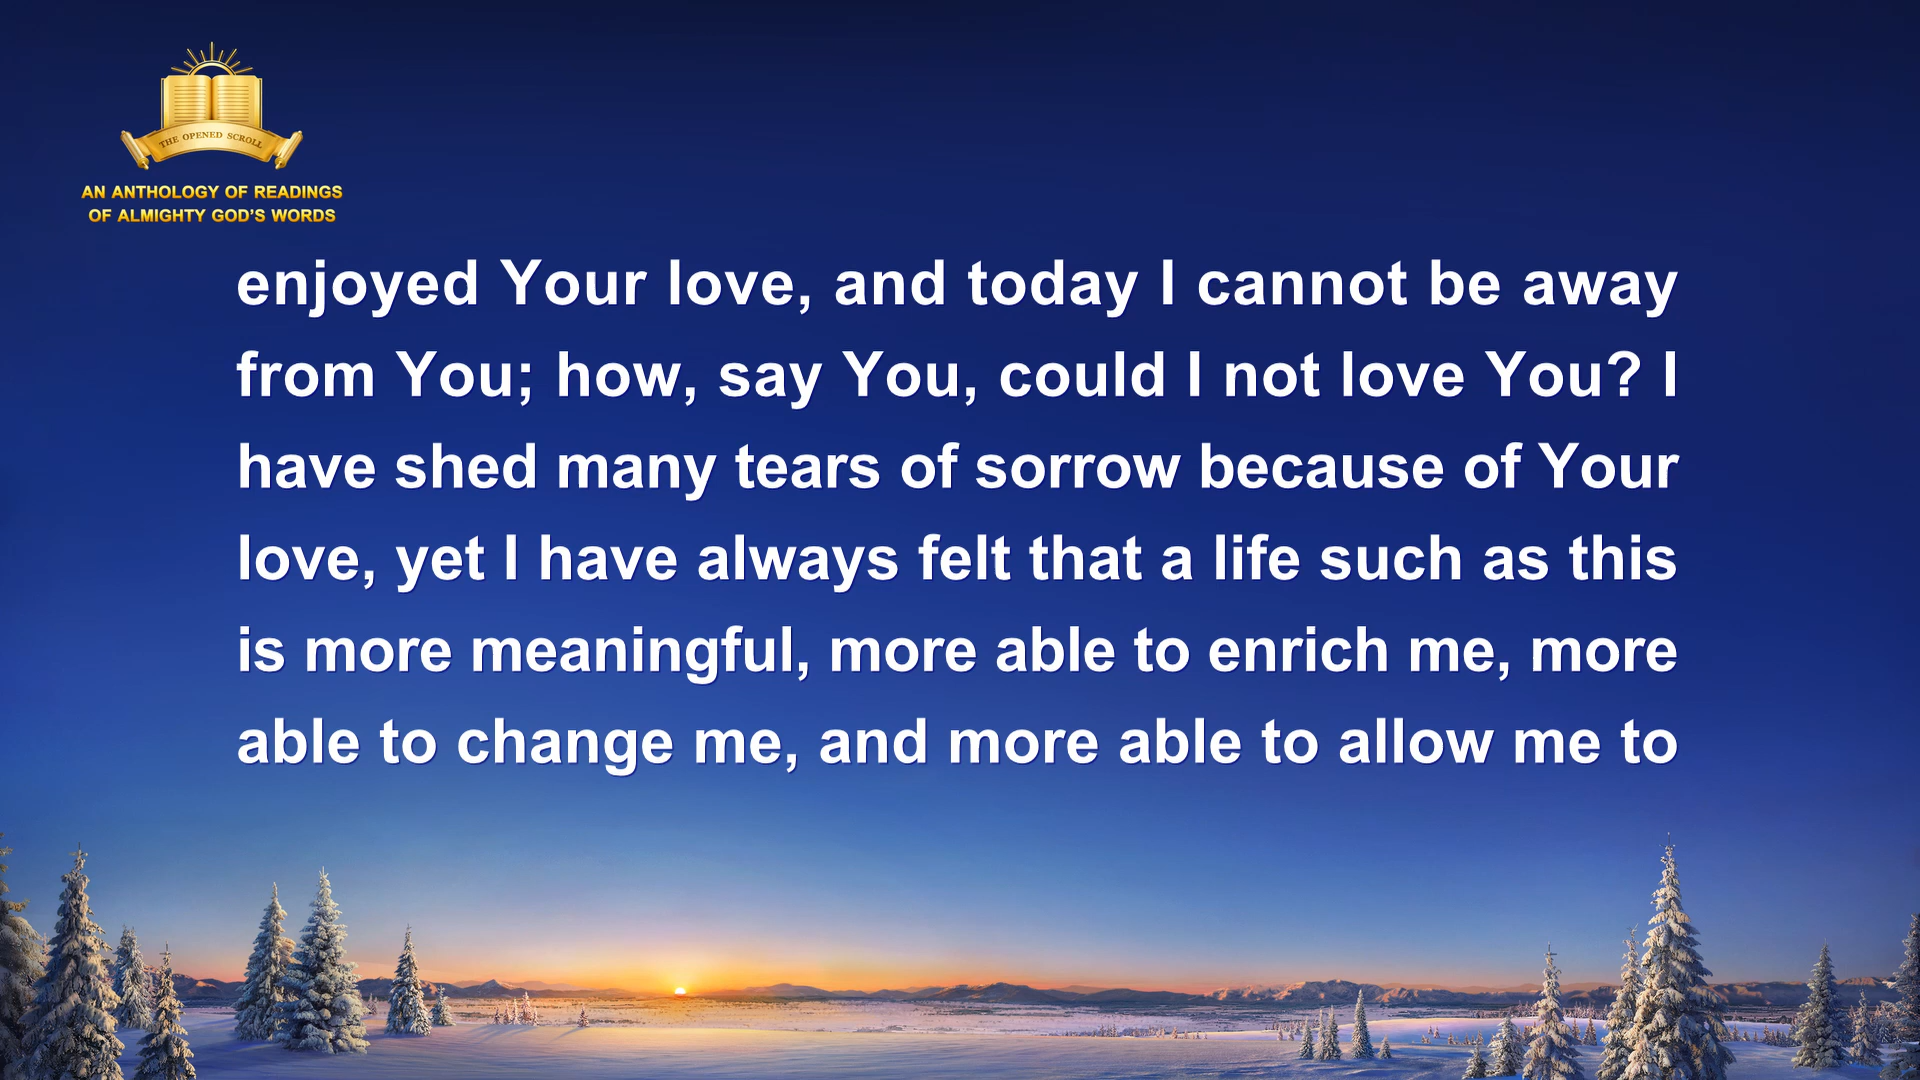 THE OPENED SCROLL
AN ANTHOLOGY OF READINGS
OF ALMIGHTY GOD'S WORDS
enjoyed Your love, and today I cannot be away
from You; how, say You, could I not love You? I
have shed many tears of sorrow because of Your
love, yet I have always felt that a life such as this
is more meaningful, more able to enrich me, more
able to change me, and more able to allow me to